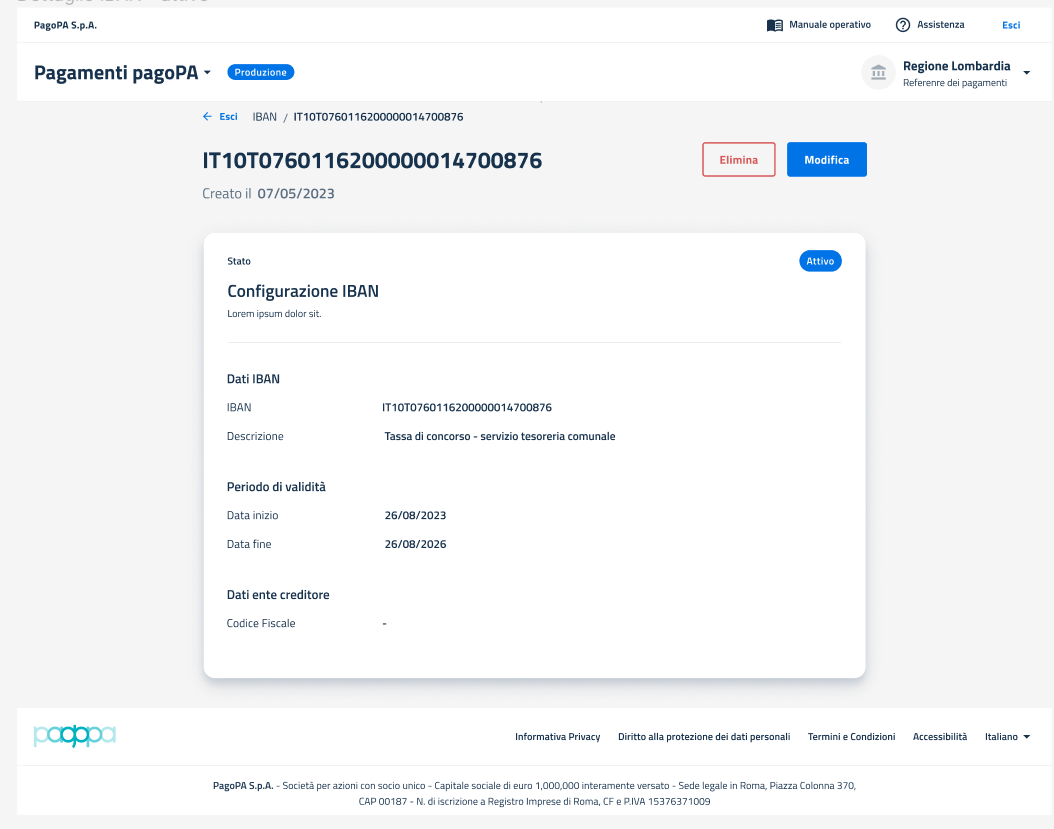 PagoPA S.p.A.
Manuale operativo
Assistenza
Esci
Pagamenti pagoPA
Produzione
Regione Lombardia
Referenre dei pagamenti
Esci IBAN / IT10T0760116200000014700876
IT10T0760116200000014700876
Elimina
Modifica
Creato il 07/05/2023
Stato
Attivo
Configurazione IBAN
Lorem ipsum dolor sit.
Dati IBAN
IBAN IT10T0760116200000014700876
Descrizione Tassa di concorso - servizio tesoreria comunale
Periodo di validità
Data inizio 26/08/2023
Data fine 26/08/2026
Dati ente creditore
Codice Fiscale -
pagopa
Informativa Privacy Diritto alla protezione dei dati personali Termini e Condizioni Accessibilità Italiano
PagoPA S.p.A. - Società per azioni con socio unico - Capitale sociale di euro 1,000,000 interamente versato - Sede legale in Roma, Piazza Colonna 370,
CAP 00187 - N. di iscrizione a Registro Imprese di Roma, CF e P.IVA 15376371009